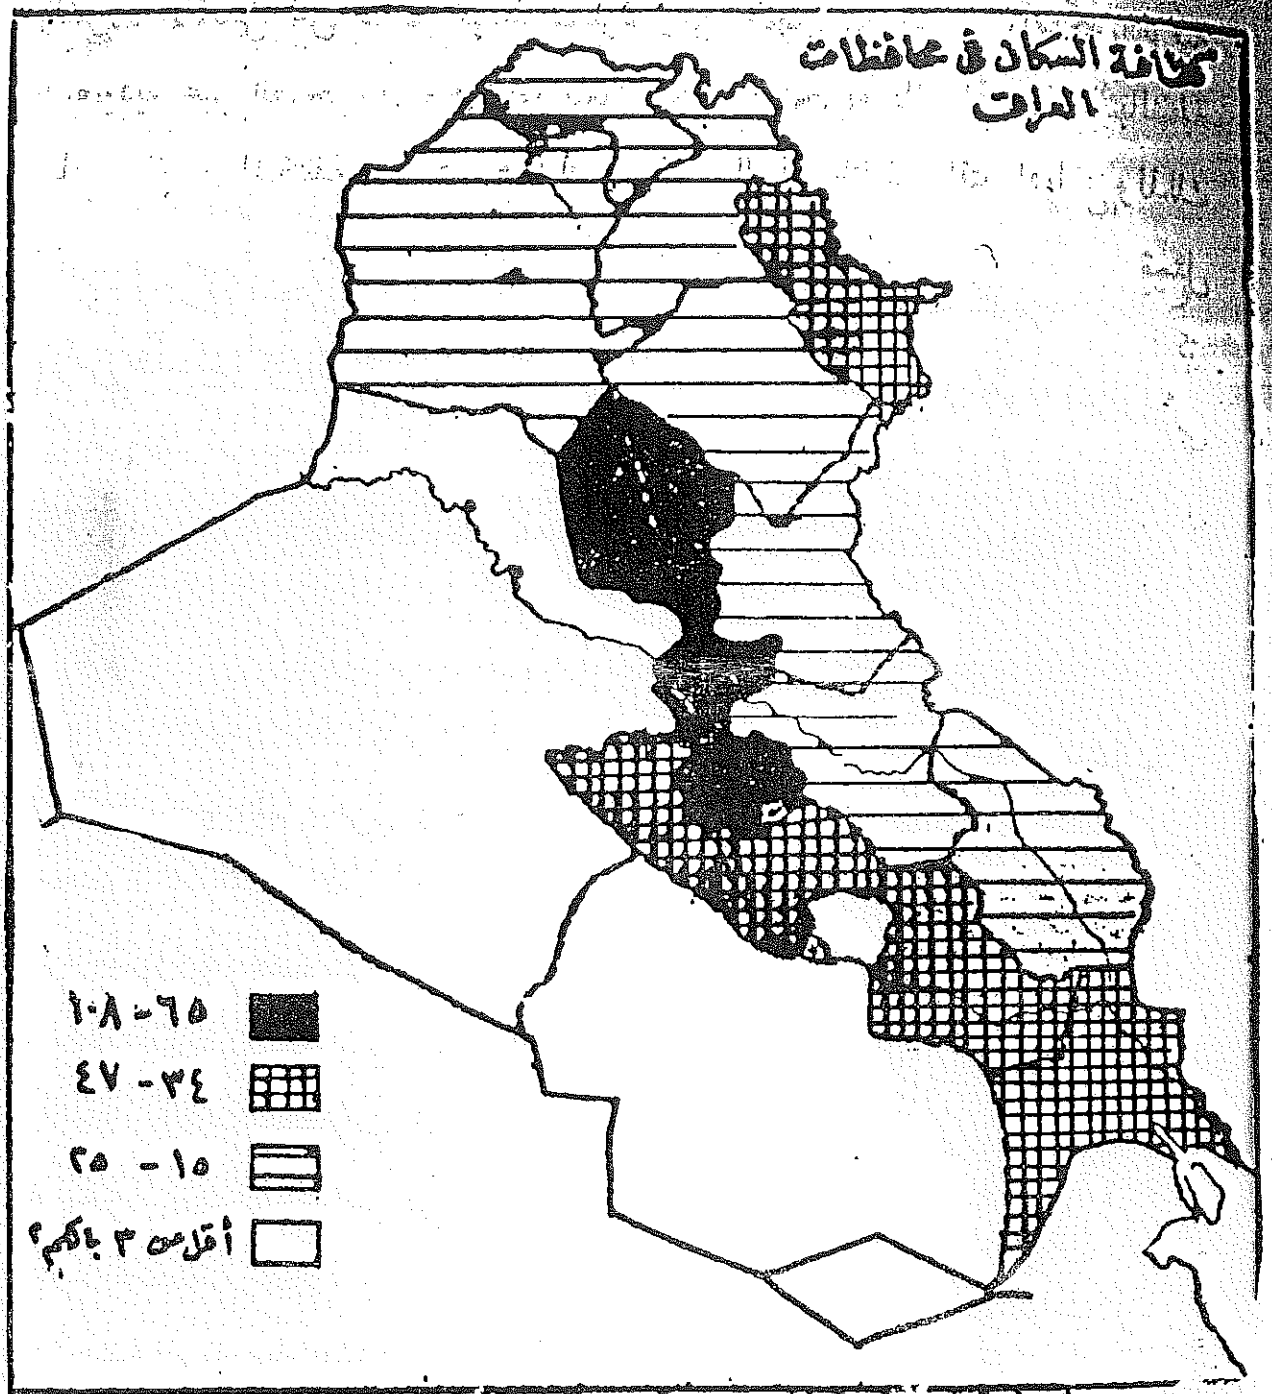 كثافة السكان في محافظات
العراق
٦٥ - ١٠٨
٣٤ - ٤٧
١٥ - ٢٥
أقل من ٣ بالكم٢